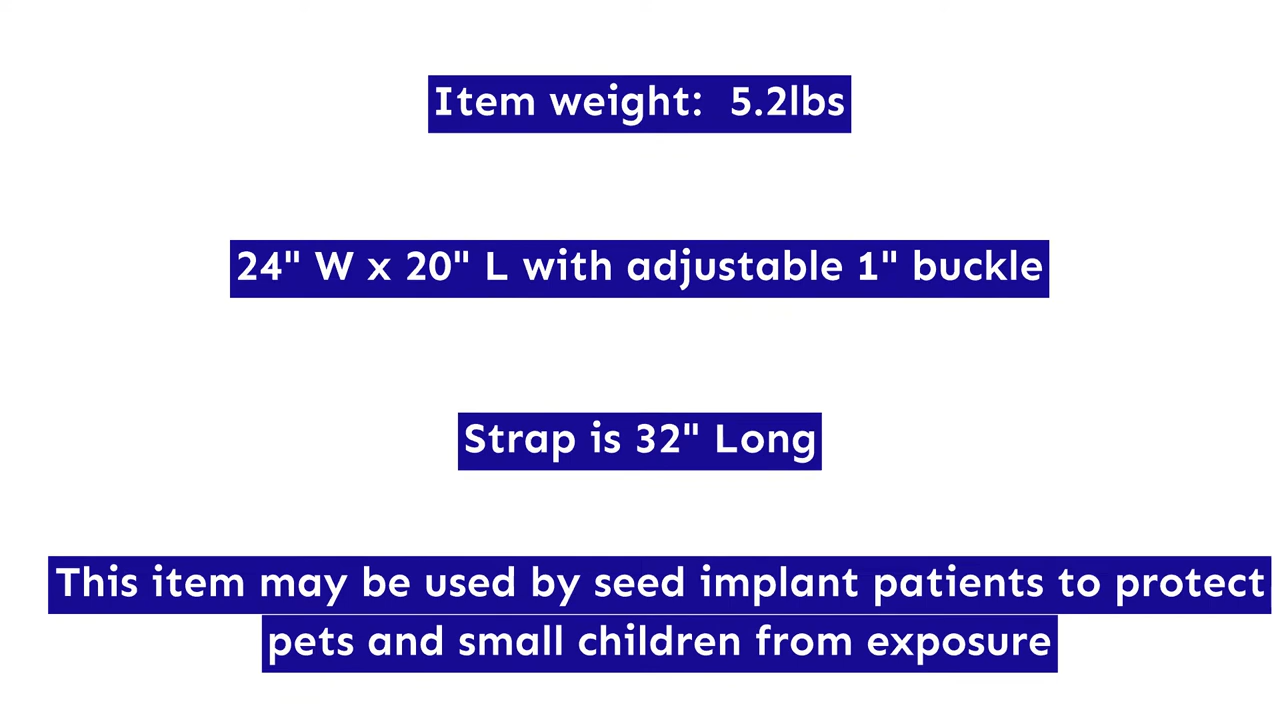 Item weight:  5.2lbs
24" W x 20" L with adjustable 1" buckle
Strap is 32" Long
This item may be used by seed implant patients to protect
pets and small children from exposure